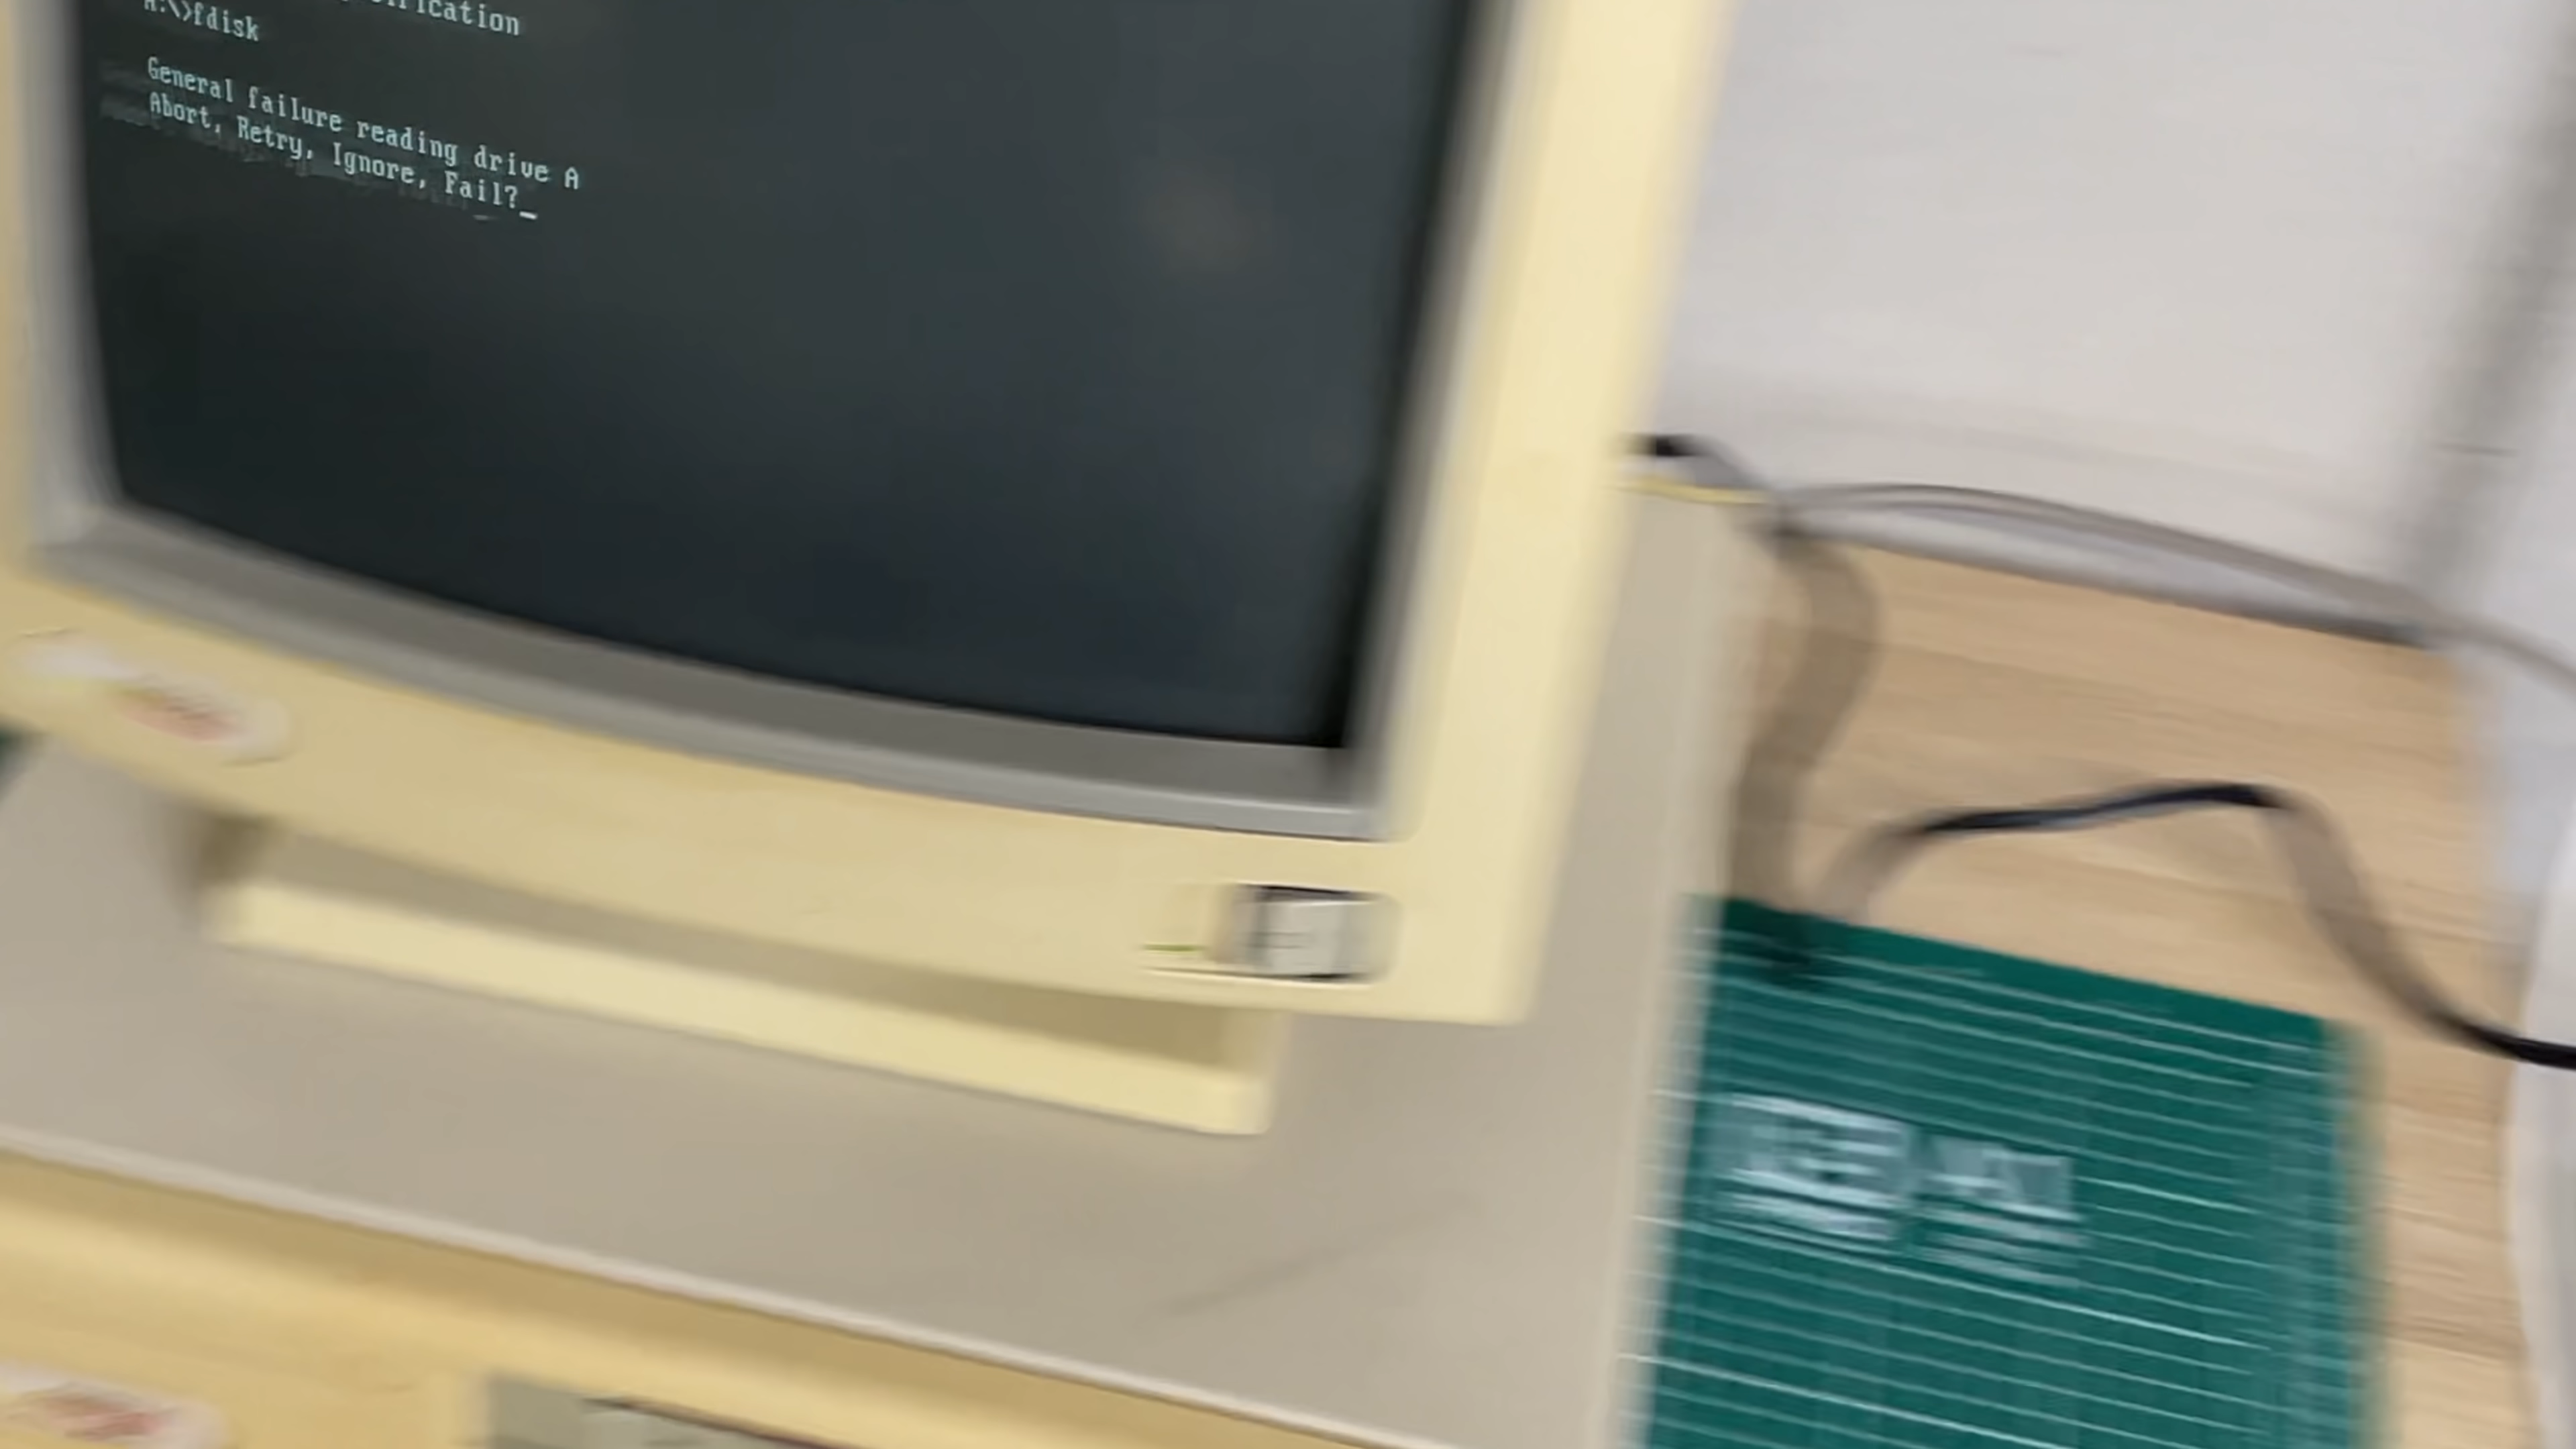 A:\>fdisk
General failure reading drive A
Abort, Retry, Ignore, Fail?_